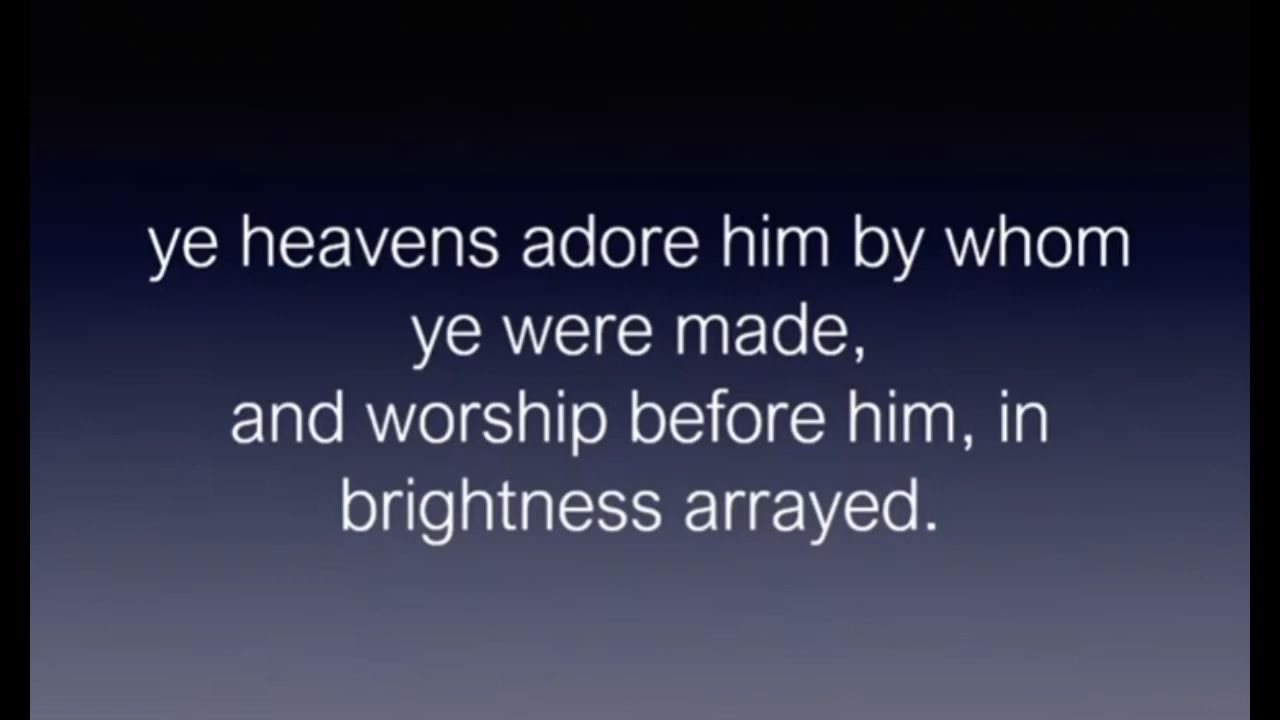 ye heavens adore him by whom
ye were made,
and worship before him, in
brightness arrayed.